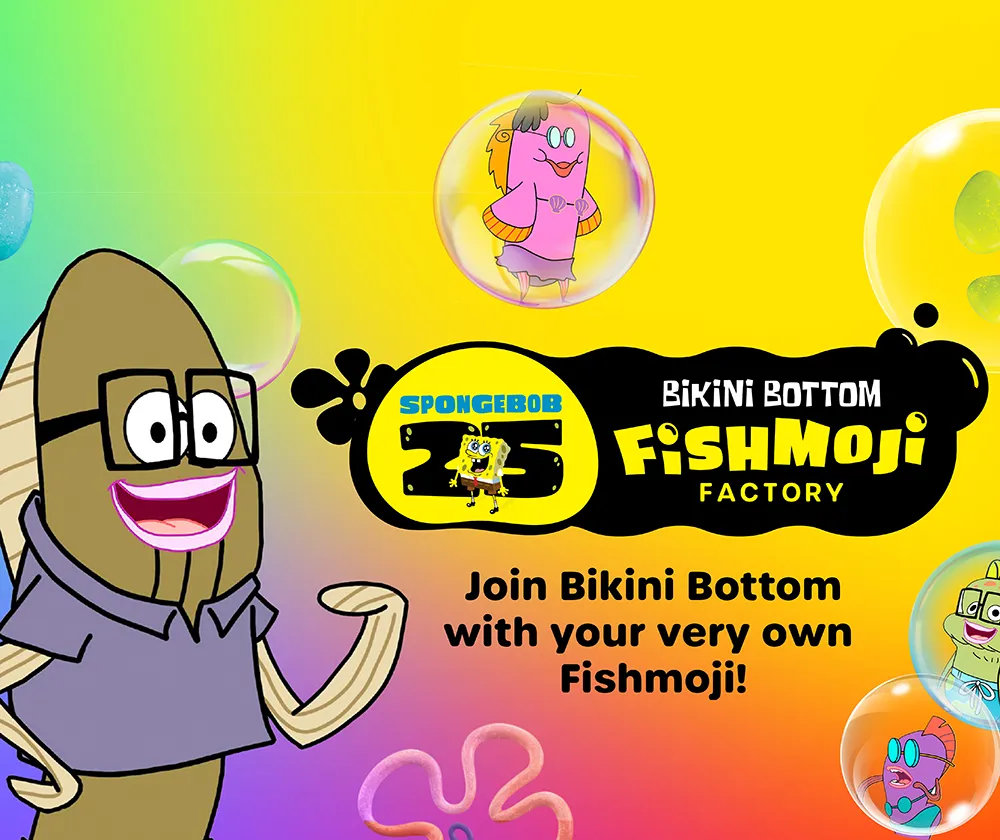 SPONGEBOB
25
BIKINI BOTTOM
FISHMOJI
FACTORY
Join Bikini Bottom
with your very own
Fishmoji!